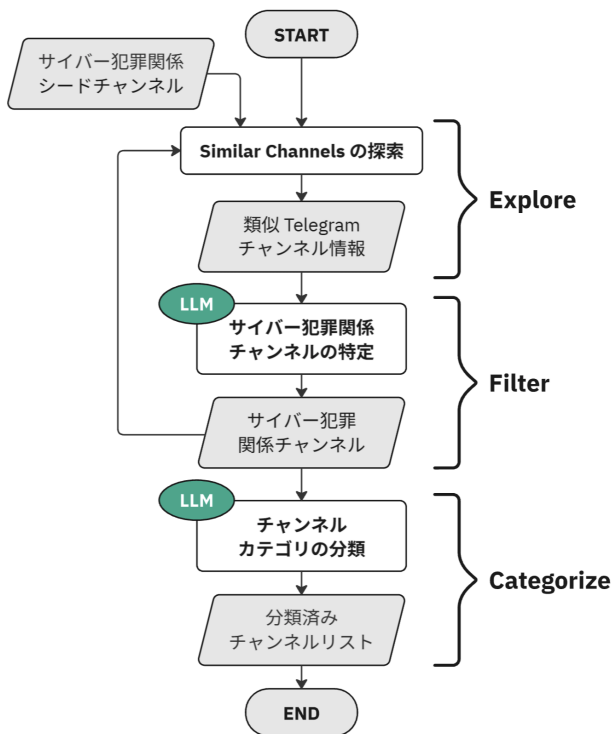 START
サイバー犯罪関係
シードチャンネル
Similar Channels の探索
類似 Telegram
チャンネル情報
Explore
LLM
サイバー犯罪関係
チャンネルの特定
Filter
サイバー犯罪
関係チャンネル
LLM
チャンネル
カテゴリの分類
Categorize
分類済み
チャンネルリスト
END